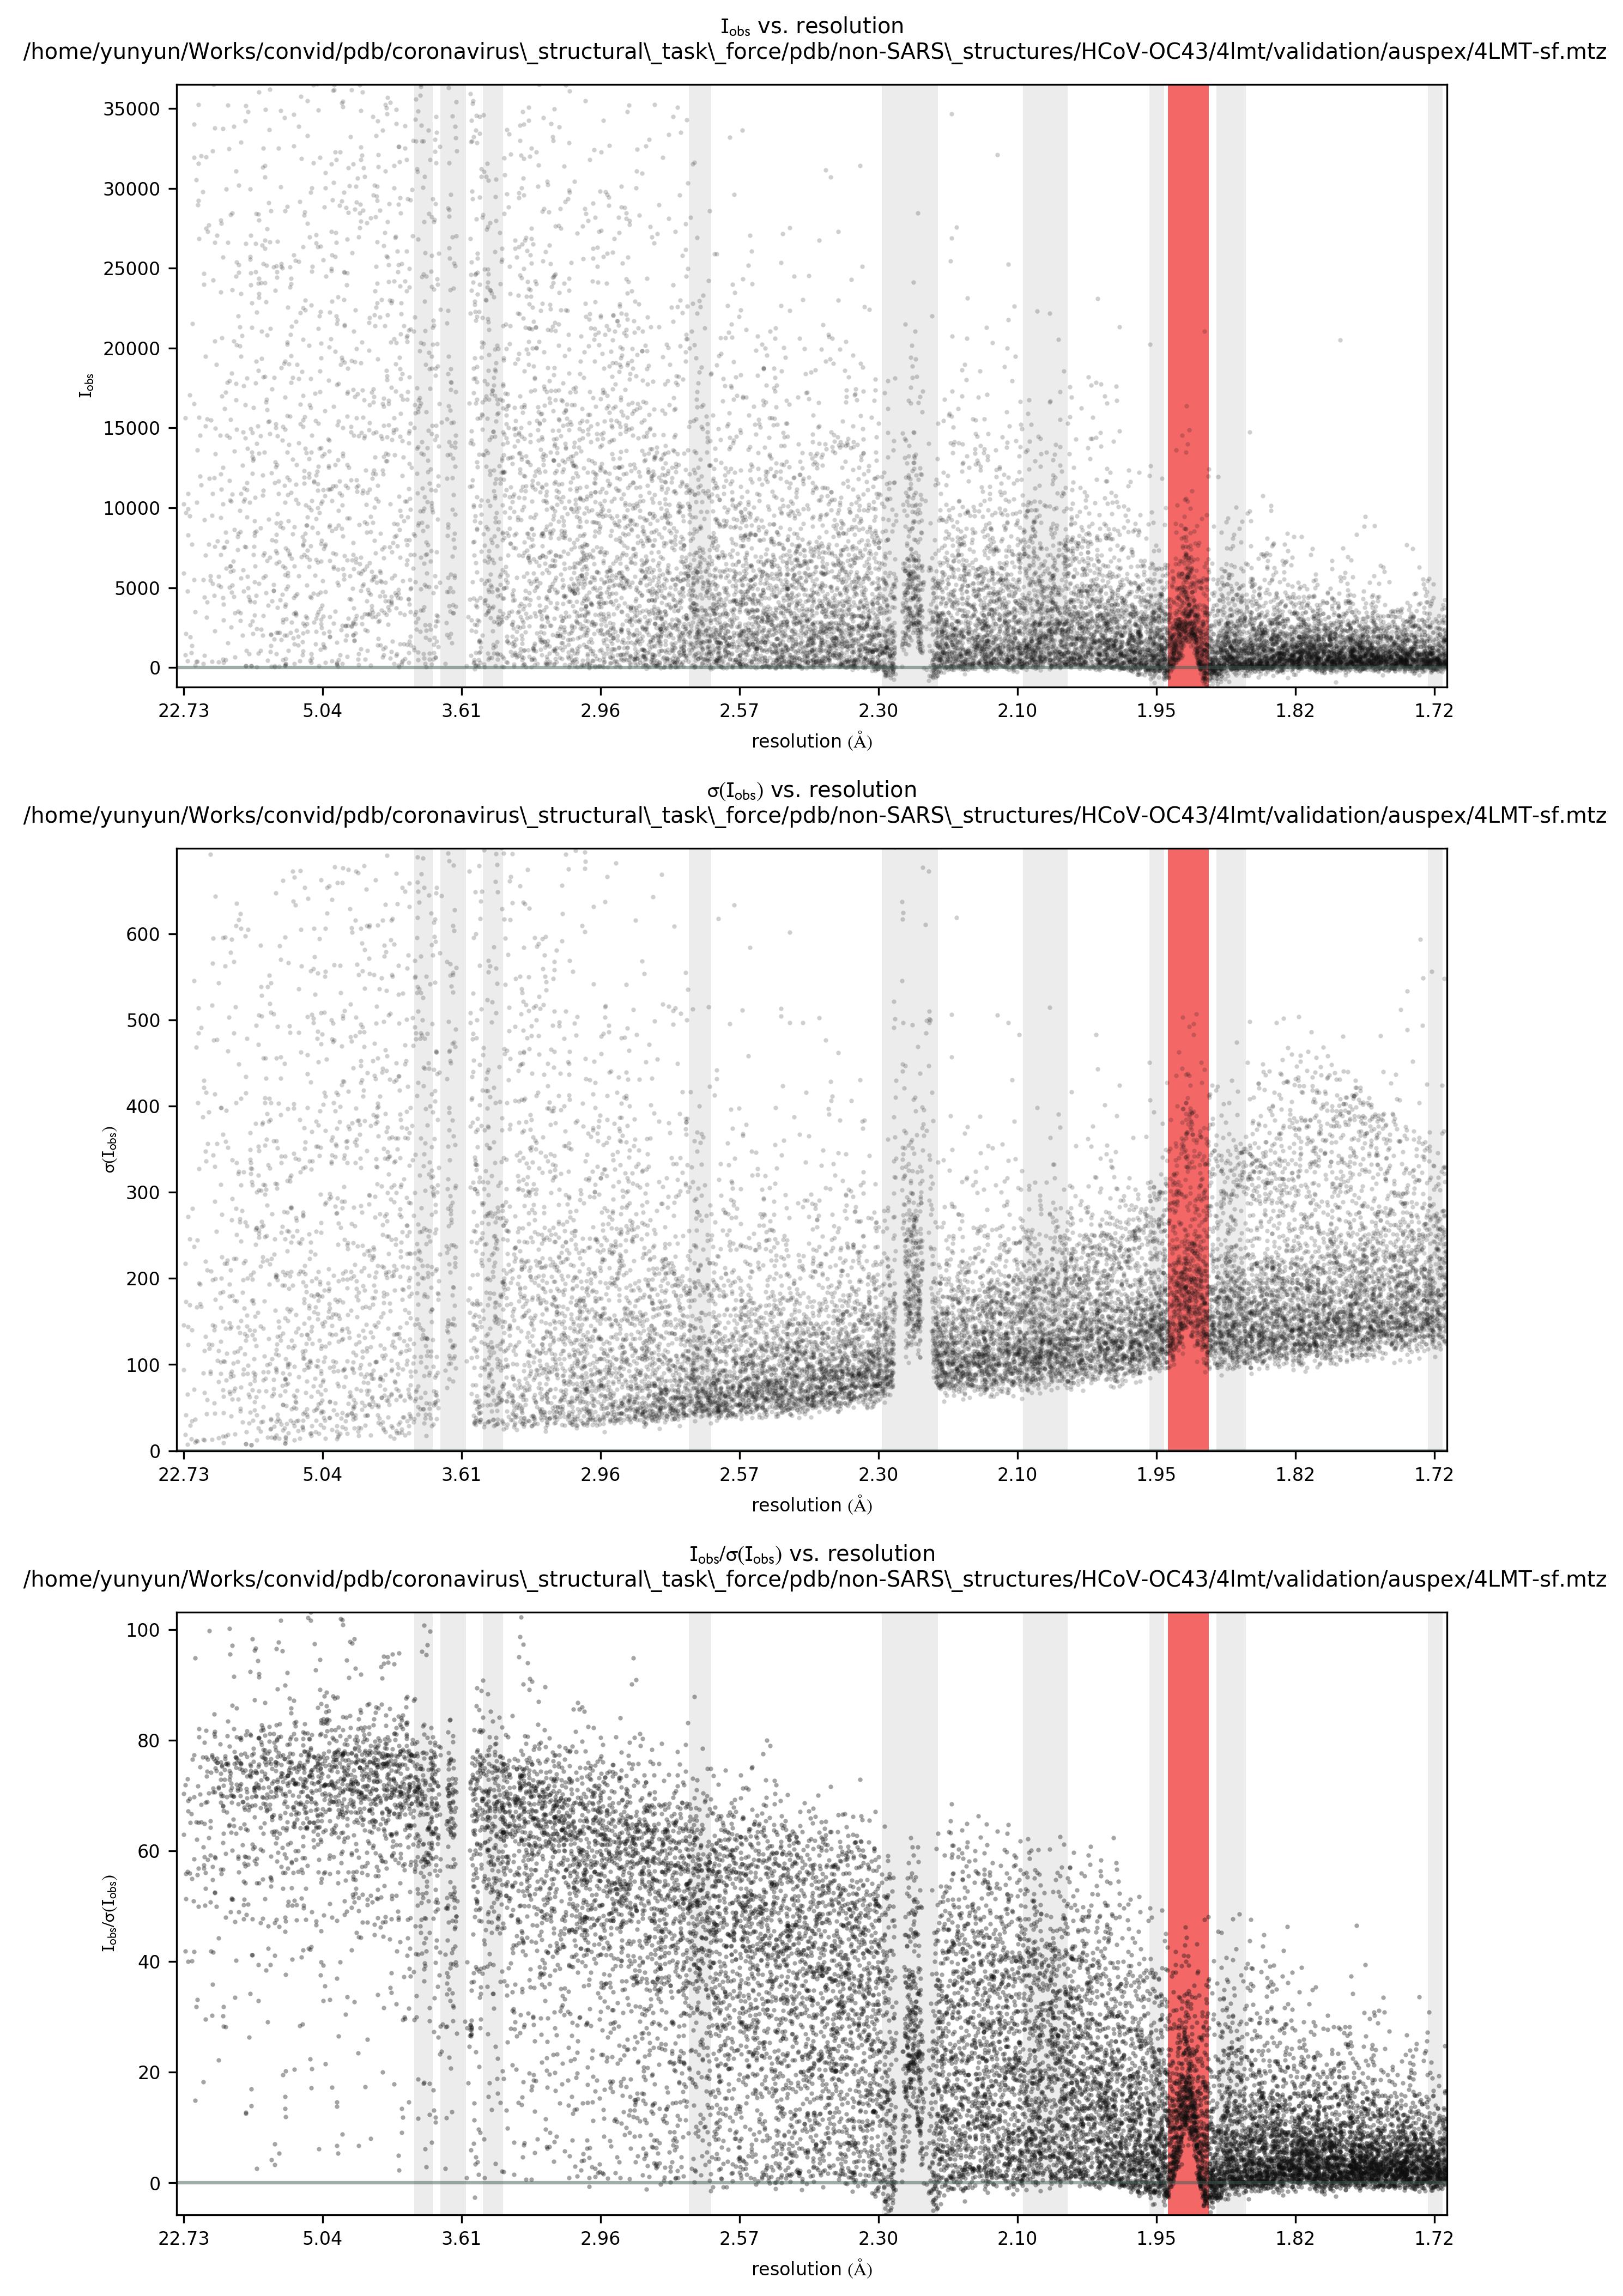 I_obs vs. resolution
/home/yunyun/Works/convid/pdb/coronavirus\_structural\_task\_force/pdb/non-SARS\_structures/HCoV-OC43/4lmt/validation/auspex/4LMT-sf.mtz
35000
30000
25000
20000
15000
10000
5000
0
I_obs
22.73 5.04 3.61 2.96 2.57 2.30 2.10 1.95 1.82 1.72
resolution (Å)
σ(I_obs) vs. resolution
/home/yunyun/Works/convid/pdb/coronavirus\_structural\_task\_force/pdb/non-SARS\_structures/HCoV-OC43/4lmt/validation/auspex/4LMT-sf.mtz
600
500
400
300
200
100
0
σ(I_obs)
22.73 5.04 3.61 2.96 2.57 2.30 2.10 1.95 1.82 1.72
resolution (Å)
I_obs/σ(I_obs) vs. resolution
/home/yunyun/Works/convid/pdb/coronavirus\_structural\_task\_force/pdb/non-SARS\_structures/HCoV-OC43/4lmt/validation/auspex/4LMT-sf.mtz
100
80
60
40
20
0
I_obs/σ(I_obs)
22.73 5.04 3.61 2.96 2.57 2.30 2.10 1.95 1.82 1.72
resolution (Å)